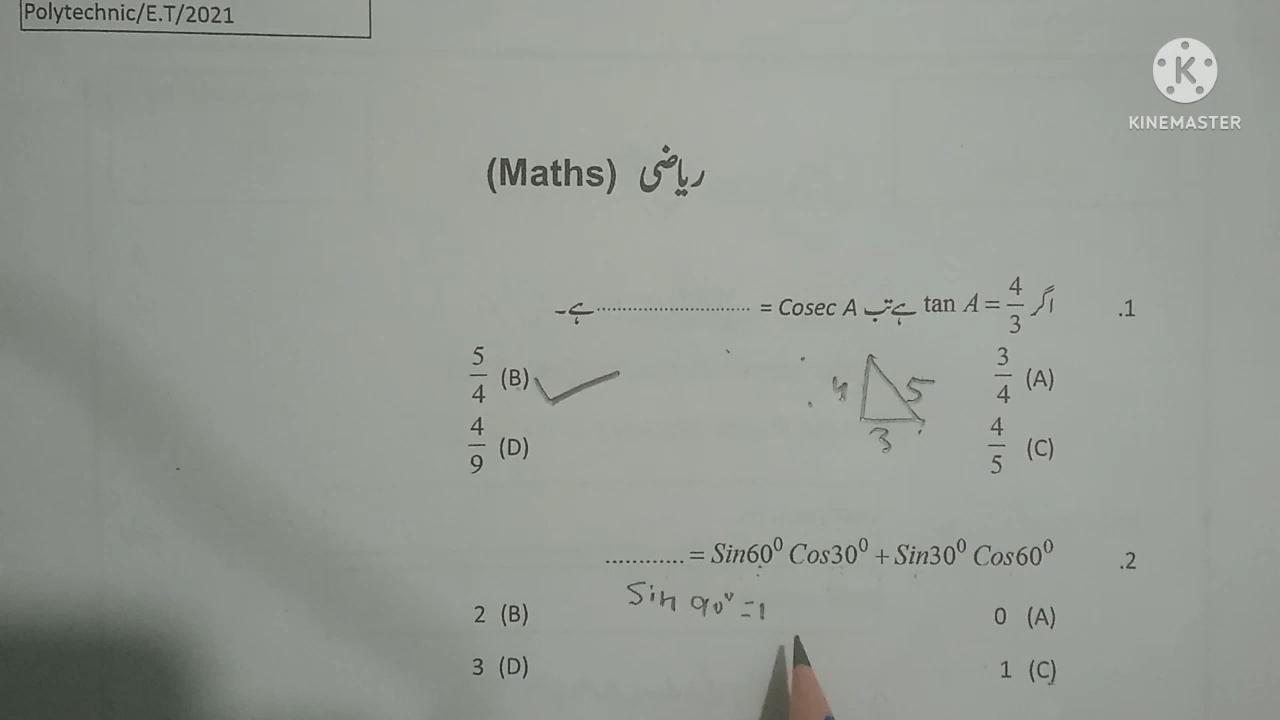 Polytechnic/E.T/2021
KINEMASTER
ریاضی (Maths)
.1 اگر tan A = 4/3 ہے تب Cosec A = .............................. ہے۔
(A) 3/4 (B) 5/4
4 5 3
(C) 4/5 (D) 4/9
.2 Sin60⁰ Cos30⁰ + Sin30⁰ Cos60⁰ = ............
Sin 90° = 1
(A) 0 (B) 2
(C) 1 (D) 3